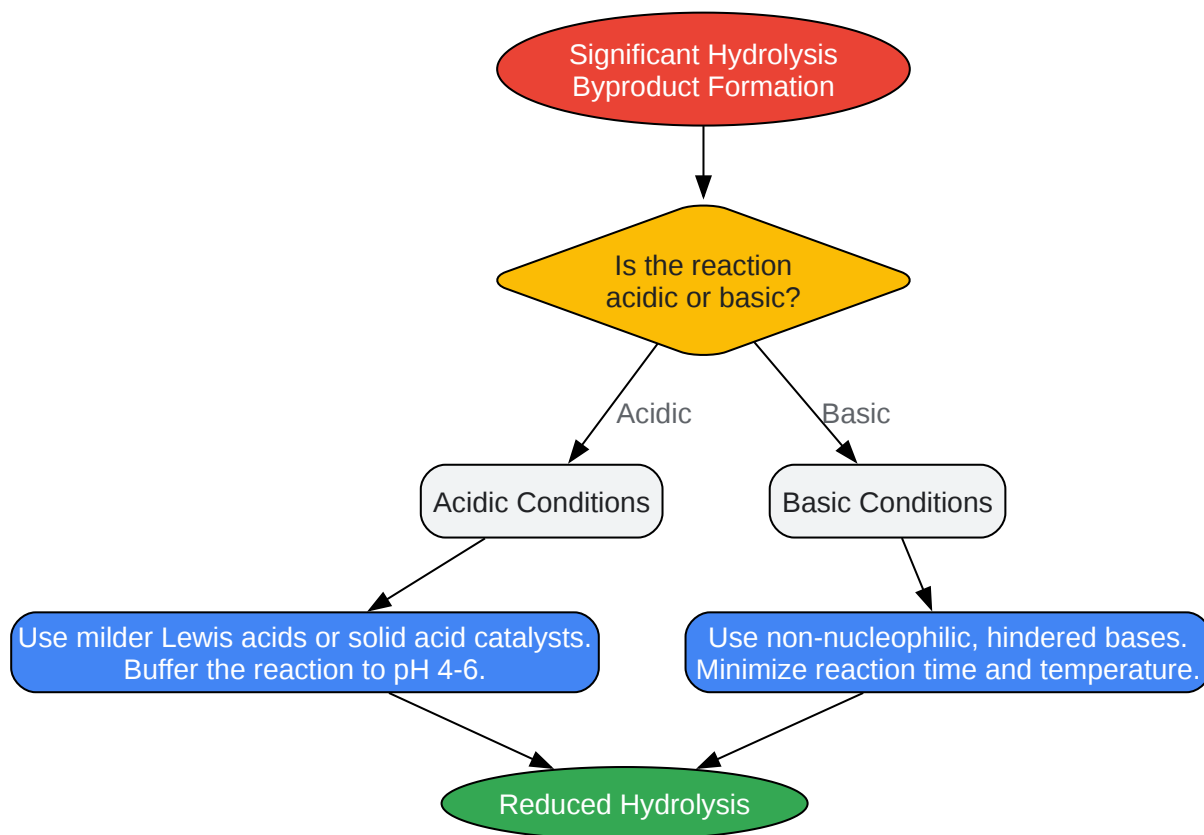 Significant Hydrolysis
Byproduct Formation
Is the reaction
acidic or basic?
Acidic
Basic
Acidic Conditions
Basic Conditions
Use milder Lewis acids or solid acid catalysts.
Buffer the reaction to pH 4-6.
Use non-nucleophilic, hindered bases.
Minimize reaction time and temperature.
Reduced Hydrolysis